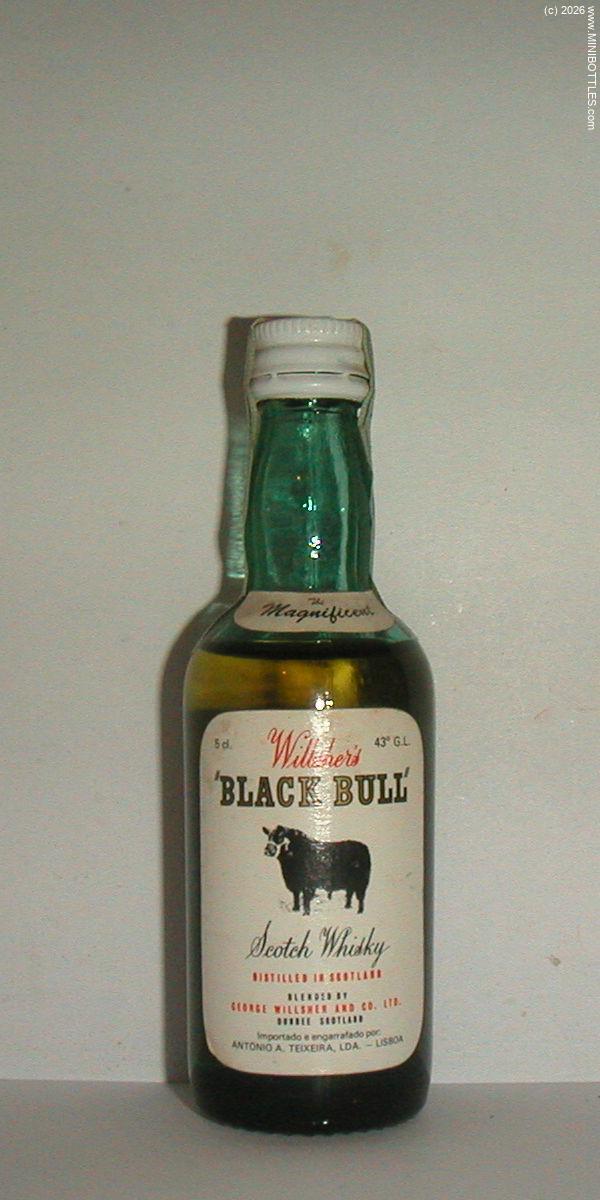 (c) 2026 www.MINIBOTTLES.com
The
Magnificent
5 cl.
43º G.L.
Willsher's
'BLACK BULL'
Scotch Whisky
DISTILLED IN SCOTLAND
BLENDED BY
GEORGE WILLSHER AND CO. LTD.
DUNDEE SCOTLAND
Importado e engarrafado por:
ANTÓNIO A. TEIXEIRA, LDA. – LISBOA